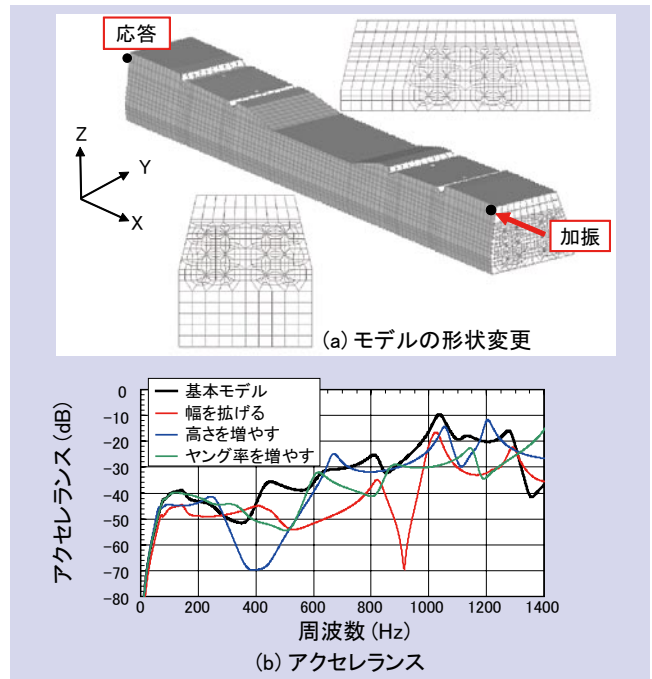 応答
Z
Y
X
加振
(a) モデルの形状変更
0
-10
-20
-30
-40
-50
-60
-70
-80
アクセレランス (dB)
基本モデル
幅を拡げる
高さを増やす
ヤング率を増やす
0 200 400 600 800 1000 1200 1400
周波数 (Hz)
(b) アクセレランス